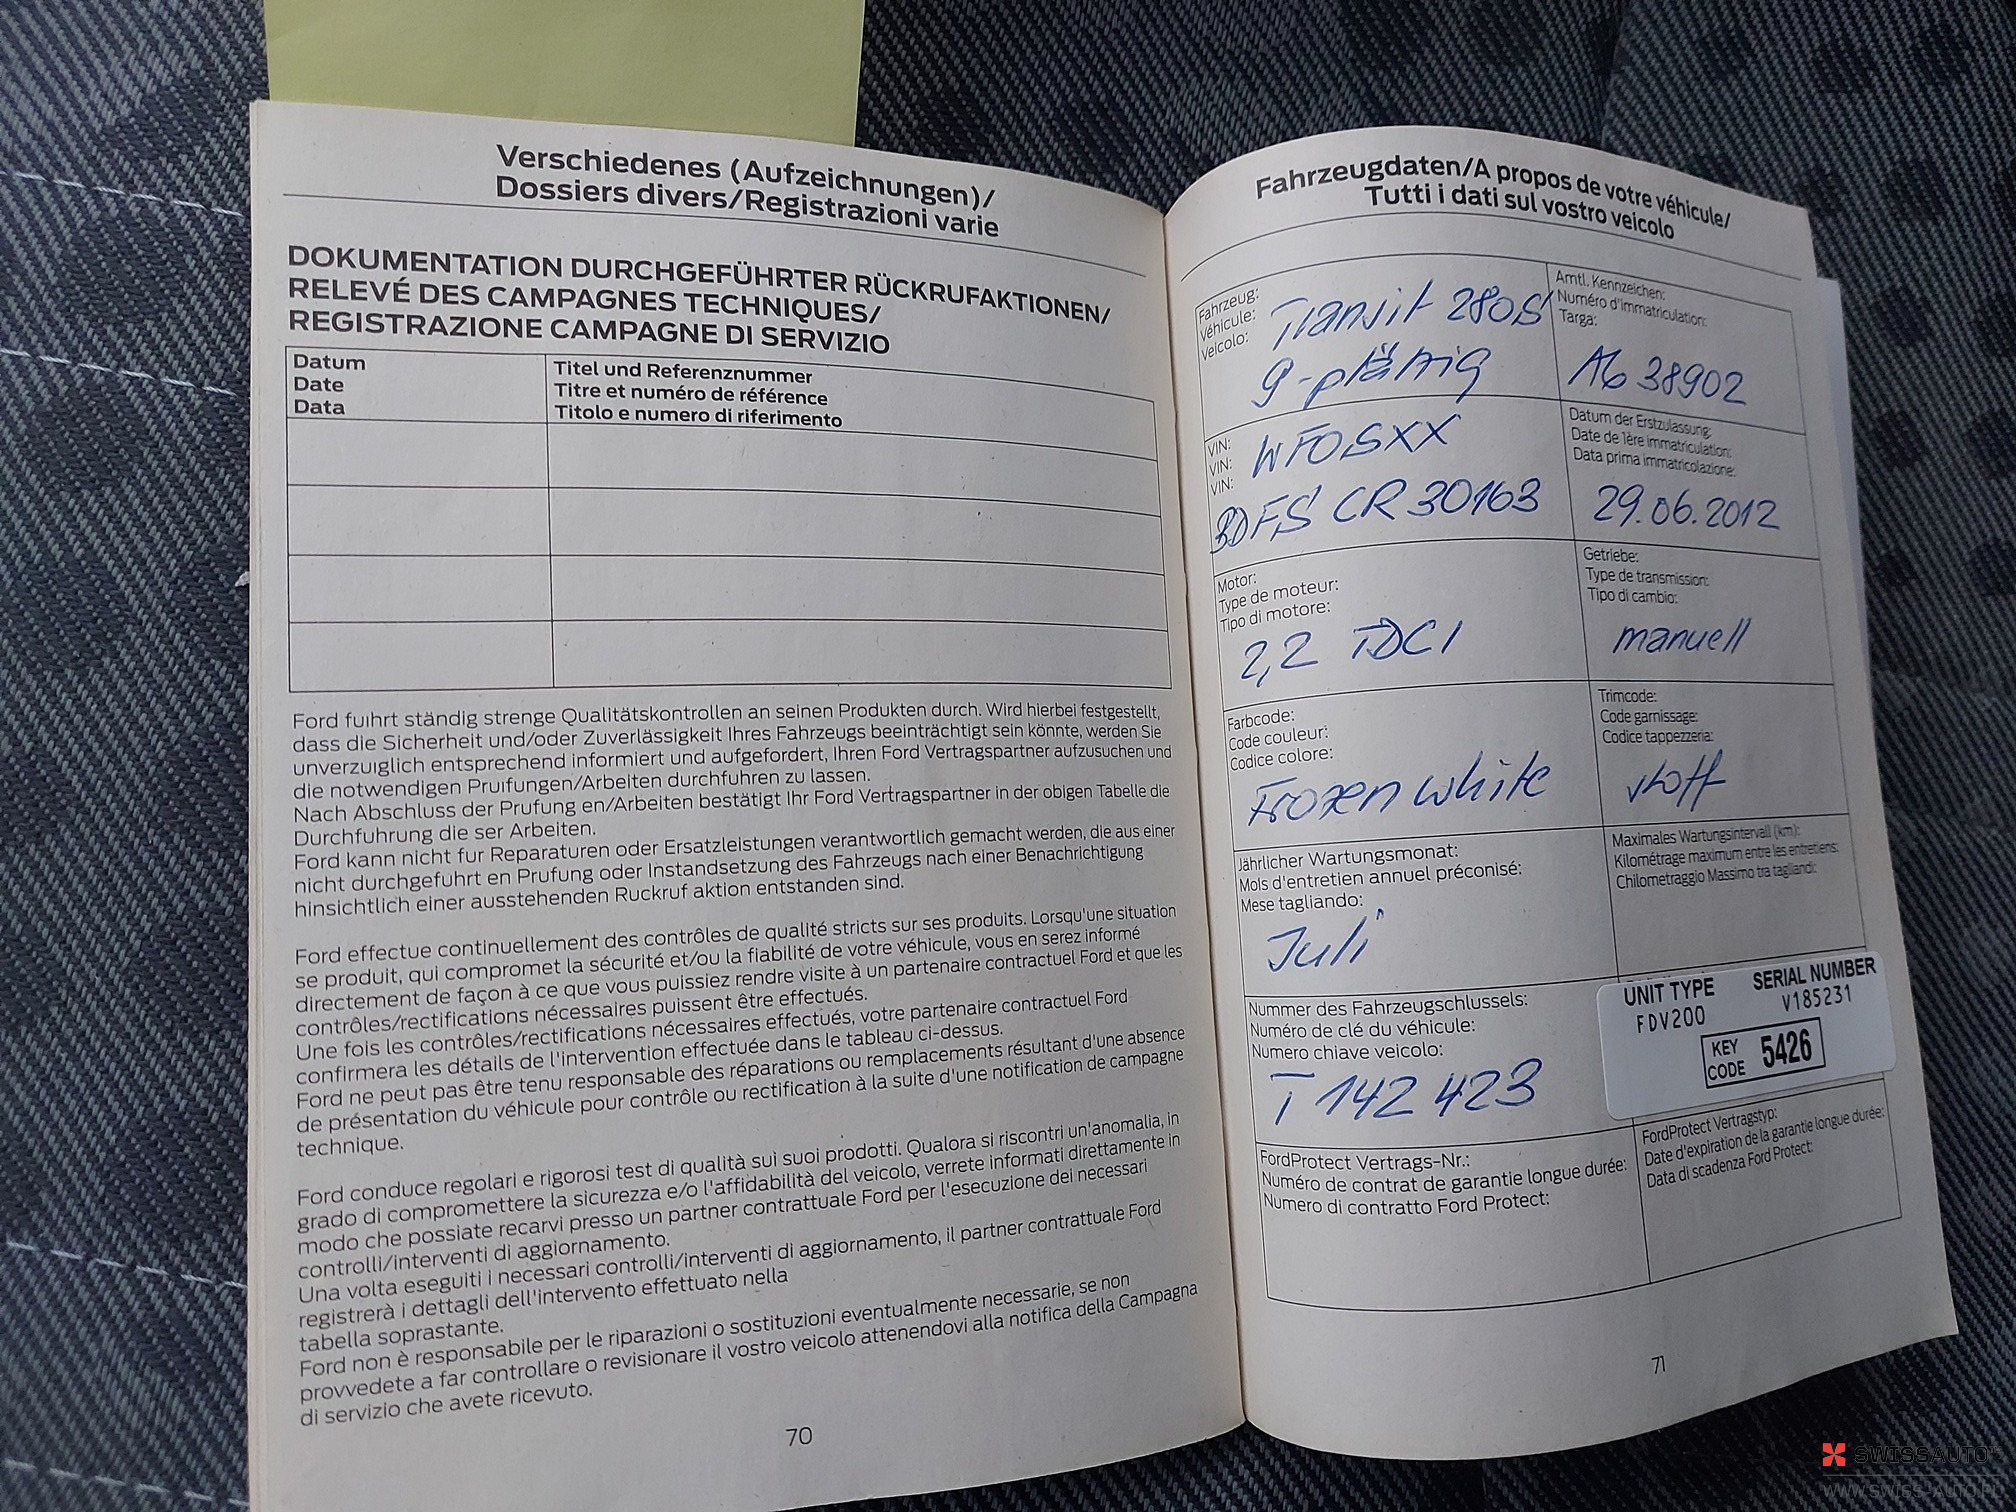 Verschiedenes (Aufzeichnungen)/
Dossiers divers/Registrazioni varie
DOKUMENTATION DURCHGEFÜHRTER RÜCKRUFAKTIONEN/
RELEVÉ DES CAMPAGNES TECHNIQUES/
REGISTRAZIONE CAMPAGNE DI SERVIZIO
Datum
Date
Data
Titel und Referenznummer
Titre et numéro de référence
Titolo e numero di riferimento
Ford fuıhrt ständig strenge Qualitätskontrollen an seinen Produkten durch. Wird hierbei festgestellt,
dass die Sicherheit und/oder Zuverlässigkeit Ihres Fahrzeugs beeinträchtigt sein könnte, werden Sie
unverzuıglich entsprechend informiert und aufgefordert, Ihren Ford Vertragspartner aufzusuchen und
die notwendigen Pruıfungen/Arbeiten durchfuhren zu lassen.
Nach Abschluss der Prufung en/Arbeiten bestätigt Ihr Ford Vertragspartner in der obigen Tabelle die
Durchfuhrung die ser Arbeiten.
Ford kann nicht fur Reparaturen oder Ersatzleistungen verantwortlich gemacht werden, die aus einer
nicht durchgefuhrt en Prufung oder Instandsetzung des Fahrzeugs nach einer Benachrichtigung
hinsichtlich einer ausstehenden Ruckruf aktion entstanden sind.
Ford effectue continuellement des contrôles de qualité stricts sur ses produits. Lorsqu'une situation
se produit, qui compromet la sécurité et/ou la fiabilité de votre véhicule, vous en serez informé
directement de façon à ce que vous puissiez rendre visite à un partenaire contractuel Ford et que les
contrôles/rectifications nécessaires puissent être effectués.
Une fois les contrôles/rectifications nécessaires effectués, votre partenaire contractuel Ford
confirmera les détails de l'intervention effectuée dans le tableau ci-dessus.
Ford ne peut pas être tenu responsable des réparations ou remplacements résultant d'une absence
de présentation du véhicule pour contrôle ou rectification à la suite d'une notification de campagne
technique.
Ford conduce regolari e rigorosi test di qualità sui suoi prodotti. Qualora si riscontri un'anomalia, in
grado di compromettere la sicurezza e/o l'affidabilità del veicolo, verrete informati direttamente in
modo che possiate recarvi presso un partner contrattuale Ford per l'esecuzione dei necessari
controlli/interventi di aggiornamento.
Una volta eseguiti i necessari controlli/interventi di aggiornamento, il partner contrattuale Ford
registrerà i dettagli dell'intervento effettuato nella
tabella soprastante.
Ford non è responsabile per le riparazioni o sostituzioni eventualmente necessarie, se non
provvedete a far controllare o revisionare il vostro veicolo attenendovi alla notifica della Campagna
di servizio che avete ricevuto.
70
Fahrzeugdaten/A propos de votre véhicule/
Tutti i dati sul vostro veicolo
Fahrzeug:
véhicule:
veicolo:
Transit 280S
9-plätzig
Amtl. Kennzeichen:
Numéro d'immatriculation:
Targa:
AG 38902
VIN:
VIN:
VIN:
WF0SXX
BDFS CR 30163
Datum der Erstzulassung:
Date de 1ère immatriculation:
Data prima immatricolazione:
29.06.2012
Motor:
Type de moteur:
Tipo di motore:
2,2 TDCI
Getriebe:
Type de transmission:
Tipo di cambio:
manuell
Farbcode:
Code couleur:
Codice colore:
Frozen white
Trimcode:
Code garnissage:
Codice tappezzeria:
stoff
Jährlicher Wartungsmonat:
Mois d'entretien annuel préconisé:
Mese tagliando:
Juli
Maximales Wartungsintervall (km):
Kilométrage maximum entre les entretiens:
Chilometraggio Massimo tra tagliandi:
Nummer des Fahrzeugschlussels:
Numéro de clé du véhicule:
Numero chiave veicolo:
T 142 423
UNIT TYPE SERIAL NUMBER
FDV200 V185231
KEY
CODE 5426
FordProtect Vertrags-Nr.:
Numéro de contrat de garantie longue durée:
Numero di contratto Ford Protect:
FordProtect Vertragstyp:
Date d'expiration de la garantie longue durée:
Data di scadenza Ford Protect:
71
SWISSAUTO
www.swiss-auto.pl